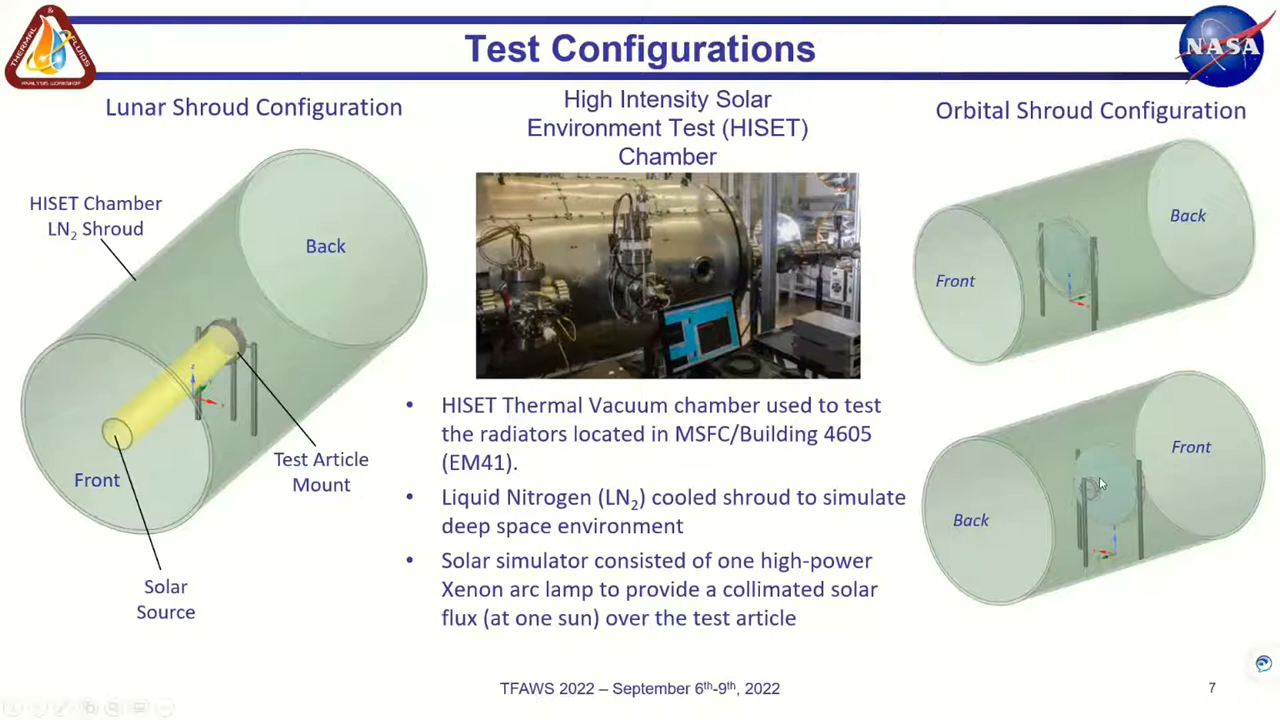 THERMAL & FLUIDS
ANALYSIS WORKSHOP
Test Configurations
NASA
Lunar Shroud Configuration
HISET Chamber
LN2 Shroud
Back
Front
Test Article
Mount
Solar
Source
High Intensity Solar
Environment Test (HISET)
Chamber
• HISET Thermal Vacuum chamber used to test
the radiators located in MSFC/Building 4605
(EM41).
• Liquid Nitrogen (LN2) cooled shroud to simulate
deep space environment
• Solar simulator consisted of one high-power
Xenon arc lamp to provide a collimated solar
flux (at one sun) over the test article
Orbital Shroud Configuration
Back
Front
Front
Back
z
TFAWS 2022 – September 6th-9th, 2022
7